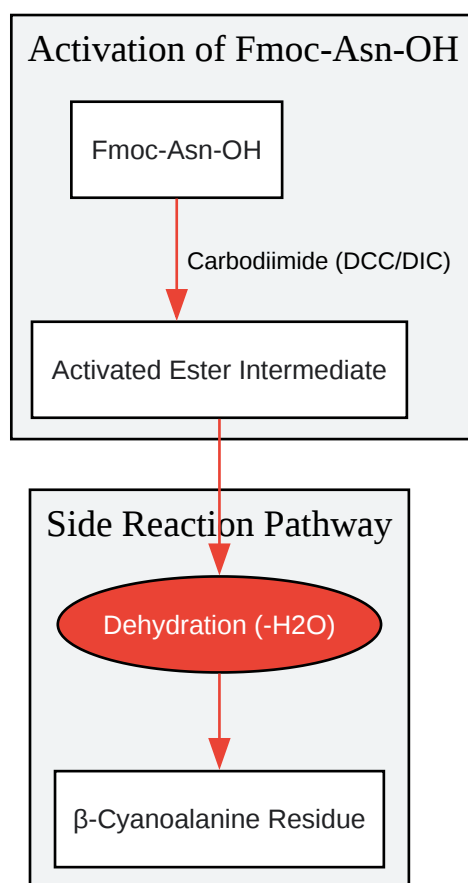 Activation of Fmoc-Asn-OH
Fmoc-Asn-OH
Carbodiimide (DCC/DIC)
Activated Ester Intermediate
Side Reaction Pathway
Dehydration (-H2O)
β-Cyanoalanine Residue